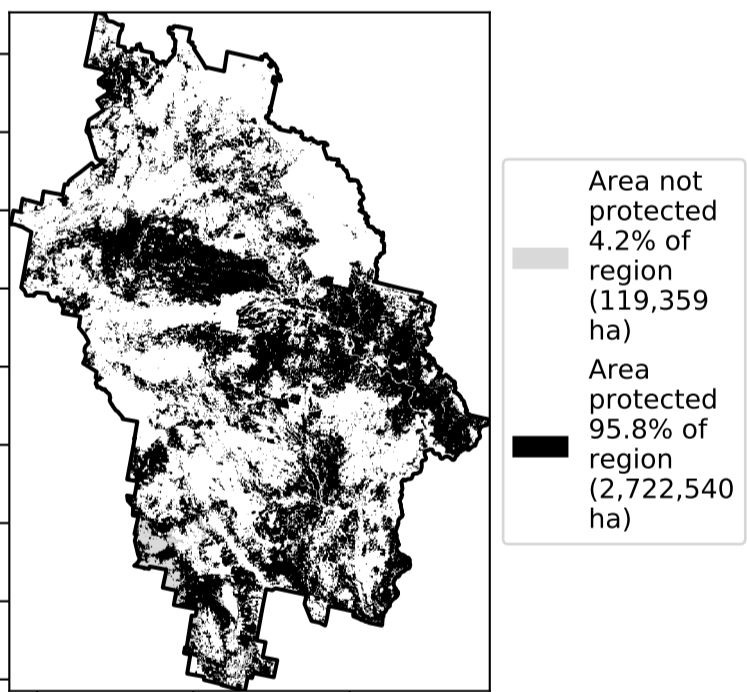 Area not
protected
4.2% of
region
(119,359
ha)
Area
protected
95.8% of
region
(2,722,540
ha)